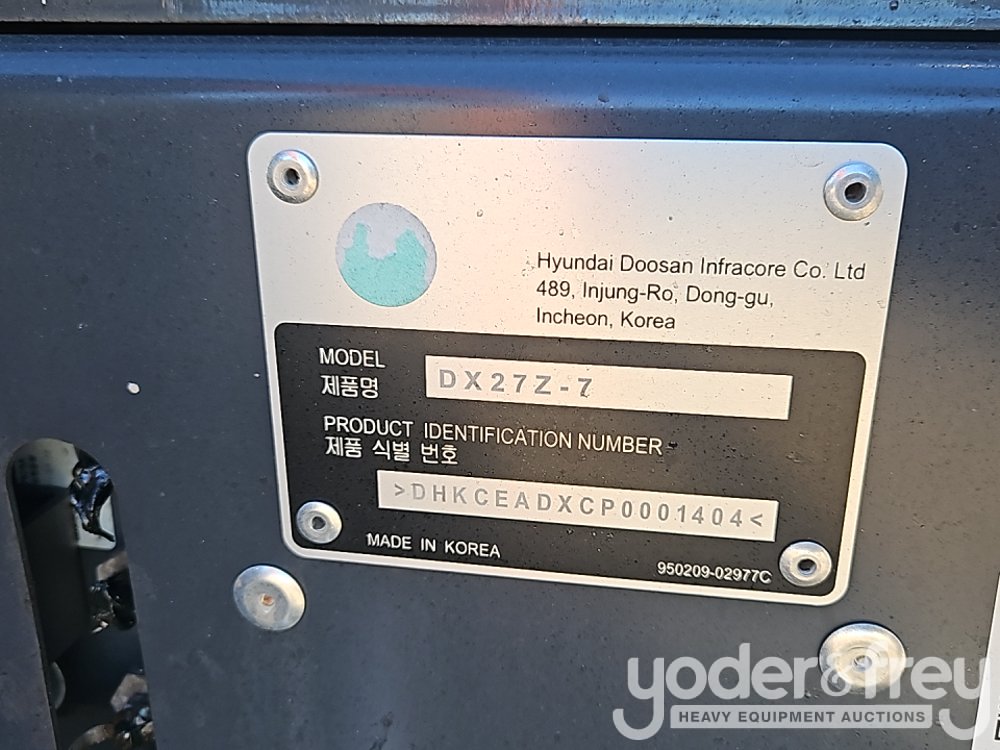 Hyundai Doosan Infracore Co. Ltd
489, Injung-Ro, Dong-gu,
Incheon, Korea
MODEL
제품명
DX27Z-7
PRODUCT IDENTIFICATION NUMBER
제품 식별 번호
>DHKCEADXCP0001404<
MADE IN KOREA
950209-02977C
yoder&frey
HEAVY EQUIPMENT AUCTIONS